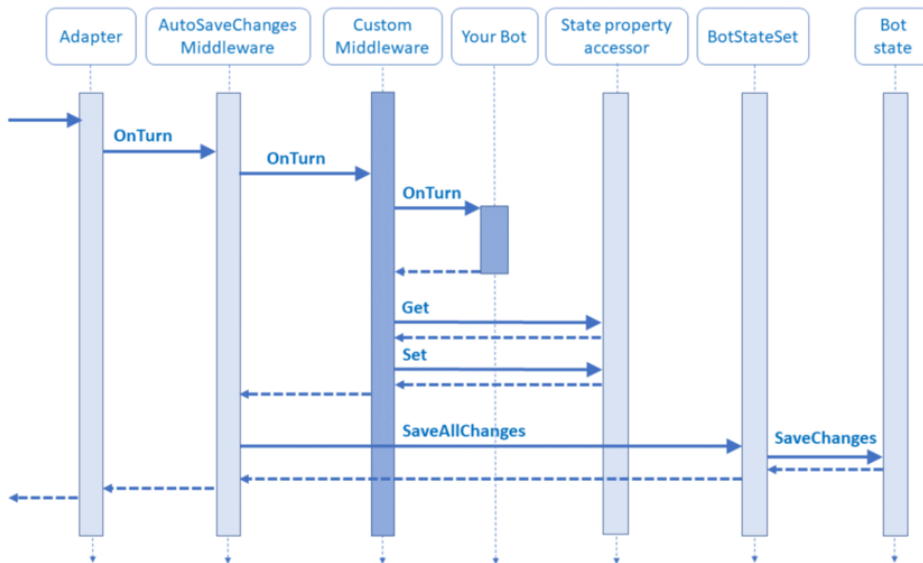 Adapter
AutoSaveChanges
Middleware
Custom
Middleware
Your Bot
State property
accessor
BotStateSet
Bot
state
OnTurn
OnTurn
OnTurn
Get
Set
SaveAllChanges
SaveChanges